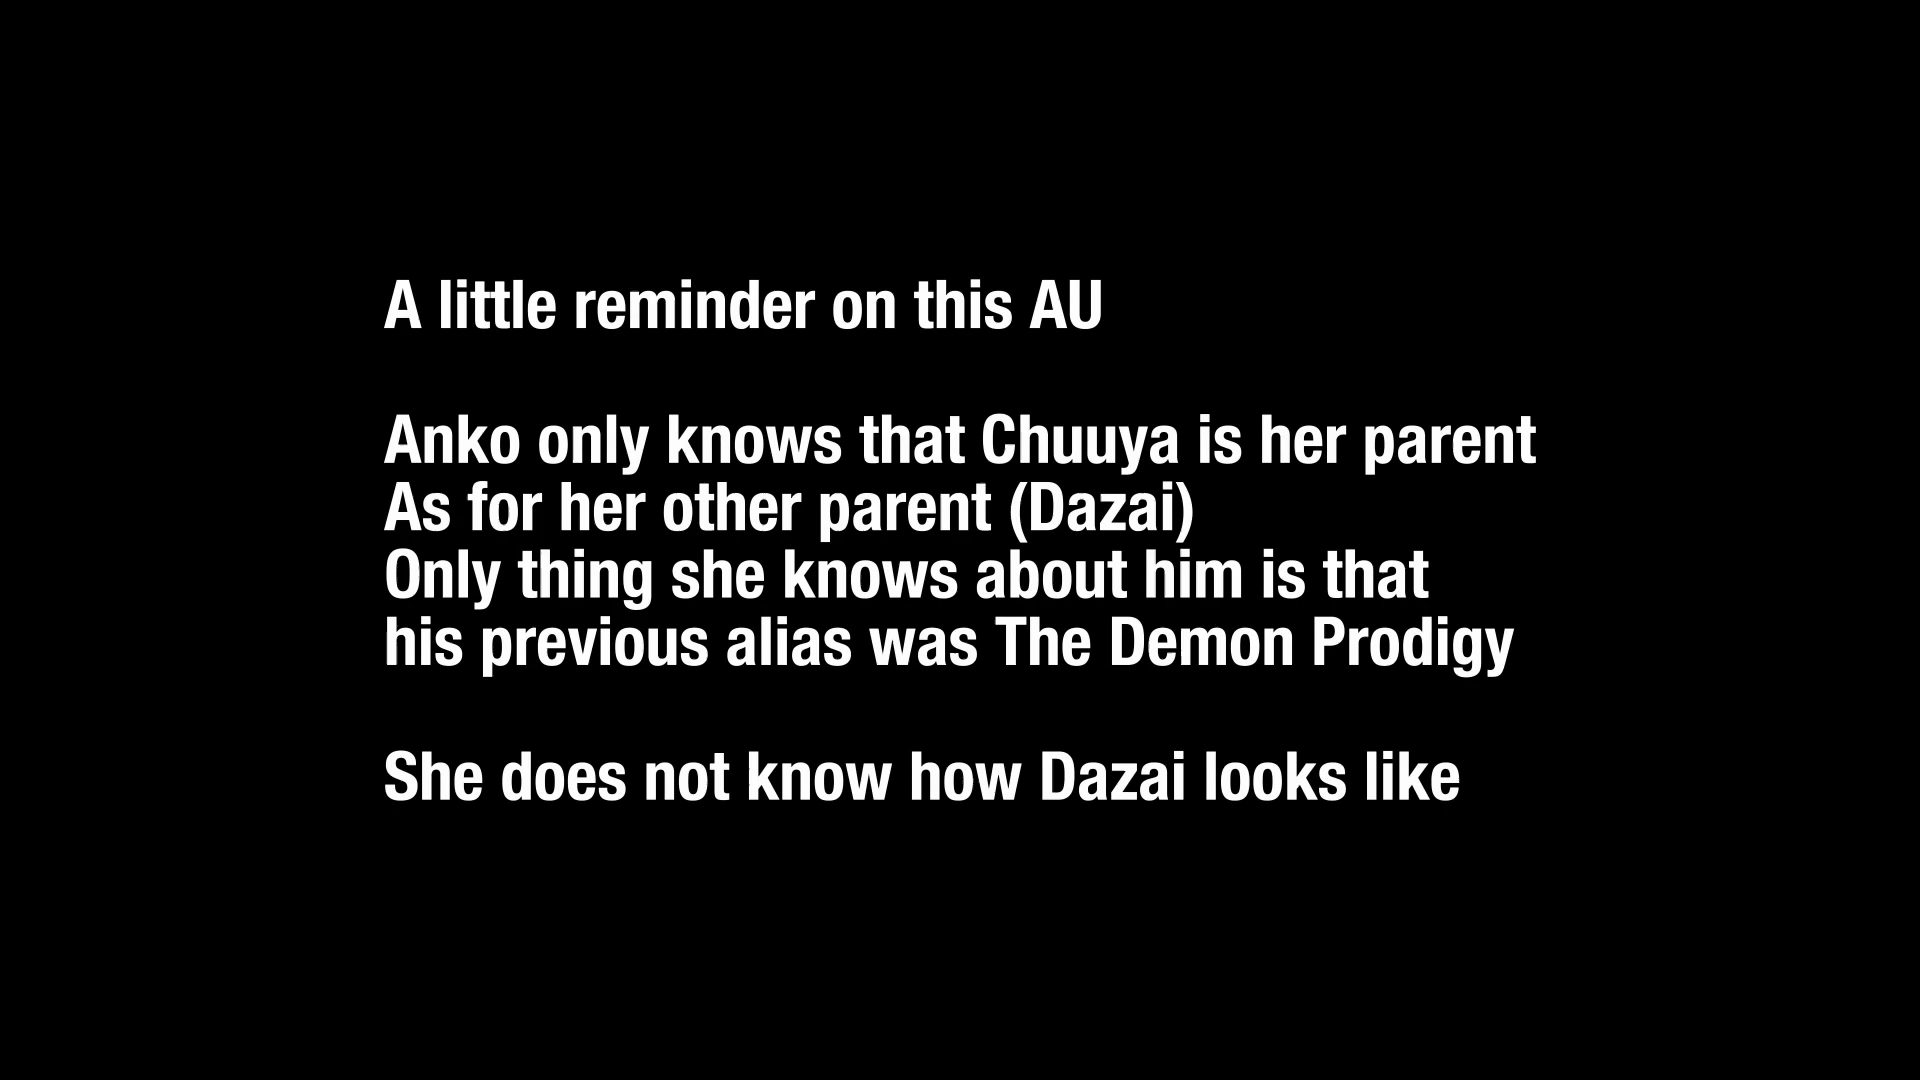 A little reminder on this AU
Anko only knows that Chuuya is her parent
As for her other parent (Dazai)
Only thing she knows about him is that
his previous alias was The Demon Prodigy
She does not know how Dazai looks like